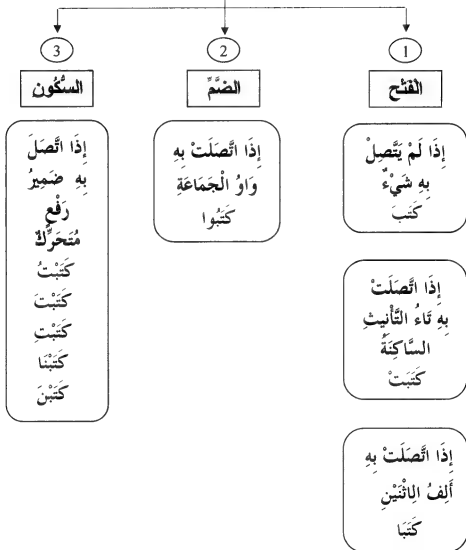 1
الفَتْح
إِذَا لَمْ يَتَّصِلْ
بِهِ شَيْءٌ
كَتَبَ
إِذَا اتَّصَلَتْ
بِهِ تَاءُ التَّأْنِيثِ
السَّاكِنَةُ
كَتَبَتْ
إِذَا اتَّصَلَتْ بِهِ
أَلِفُ الِاثْنَيْنِ
كَتَبَا
2
الضَّمِّ
إِذَا اتَّصَلَتْ بِهِ
وَاوُ الْجَمَاعَةِ
كَتَبُوا
3
السُّكُون
إِذَا اتَّصَلَ
بِهِ ضَمِيرُ
رَفْعٍ
مُتَحَرِّكٌ
كَتَبْتُ
كَتَبْتَ
كَتَبْتِ
كَتَبْنَا
كَتَبْنَ